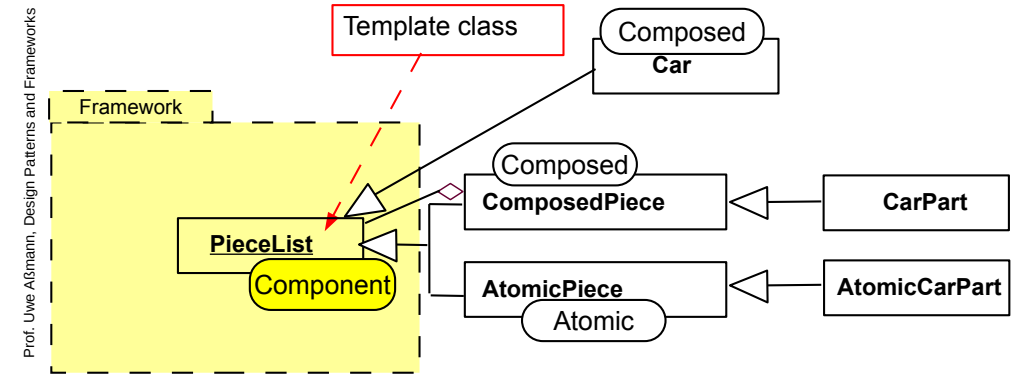 Prof. Uwe Aßmann, Design Patterns and Frameworks
Template class
Composed
Car
Framework
Composed
ComposedPiece
CarPart
PieceList
Component
AtomicPiece
AtomicCarPart
Atomic